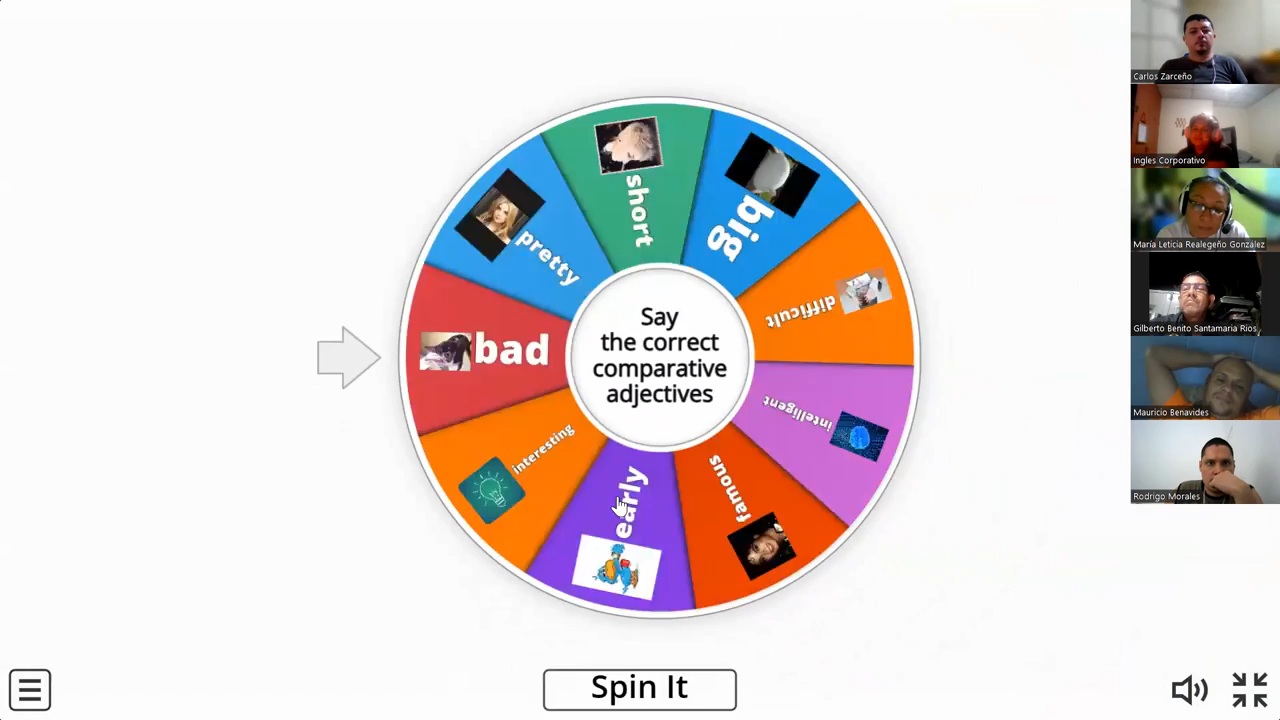 short
big
pretty
difficult
Say
the correct
comparative
adjectives
bad
intelligent
interesting
early
famous
Spin It
Carlos Zarceño
Ingles Corporativo
María Leticia Realegeño González
Gilberto Benito Santamaria Rios
Mauricio Benavides
Rodrigo Morales